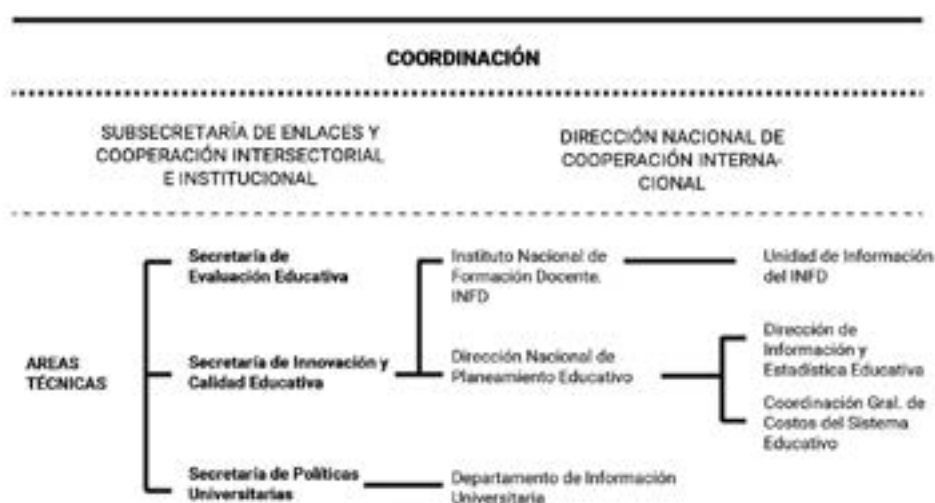 COORDINACIÓN
SUBSECRETARÍA DE ENLACES Y
COOPERACIÓN INTERSECTORIAL
E INSTITUCIONAL
DIRECCIÓN NACIONAL DE
COOPERACIÓN INTERNA-
CIONAL
AREAS
TÉCNICAS
Secretaría de
Evaluación Educativa
Secretaría de Innovación y
Calidad Educativa
Secretaría de Políticas
Universitarias
Instituto Nacional de
Formación Docente.
INFD
Dirección Nacional de
Planeamiento Educativo
Departamento de Información
Universitaria
Unidad de Información
del INFD
Dirección de
Información y
Estadística Educativa
Coordinación Gral. de
Costos del Sistema
Educativo